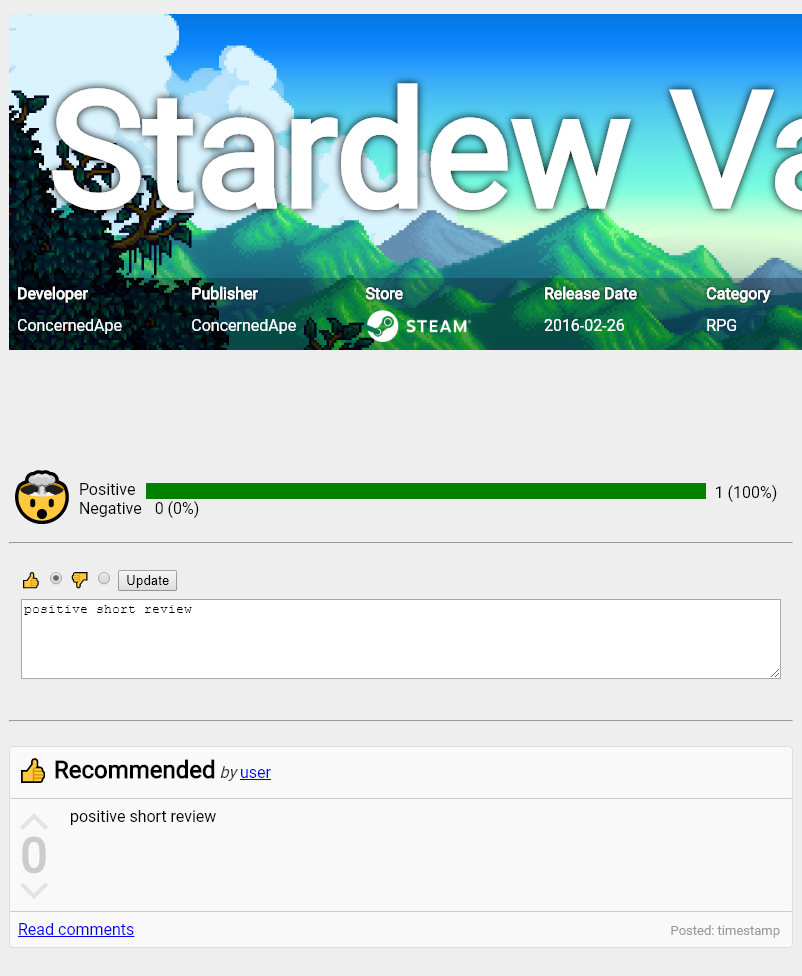 Stardew Va
Developer Publisher Store Release Date Category
ConcernedApe ConcernedApe STEAM 2016-02-26 RPG
Positive 1 (100%)
Negative 0 (0%)
Update
positive short review
Recommended by user
positive short review
0
Read comments Posted: timestamp